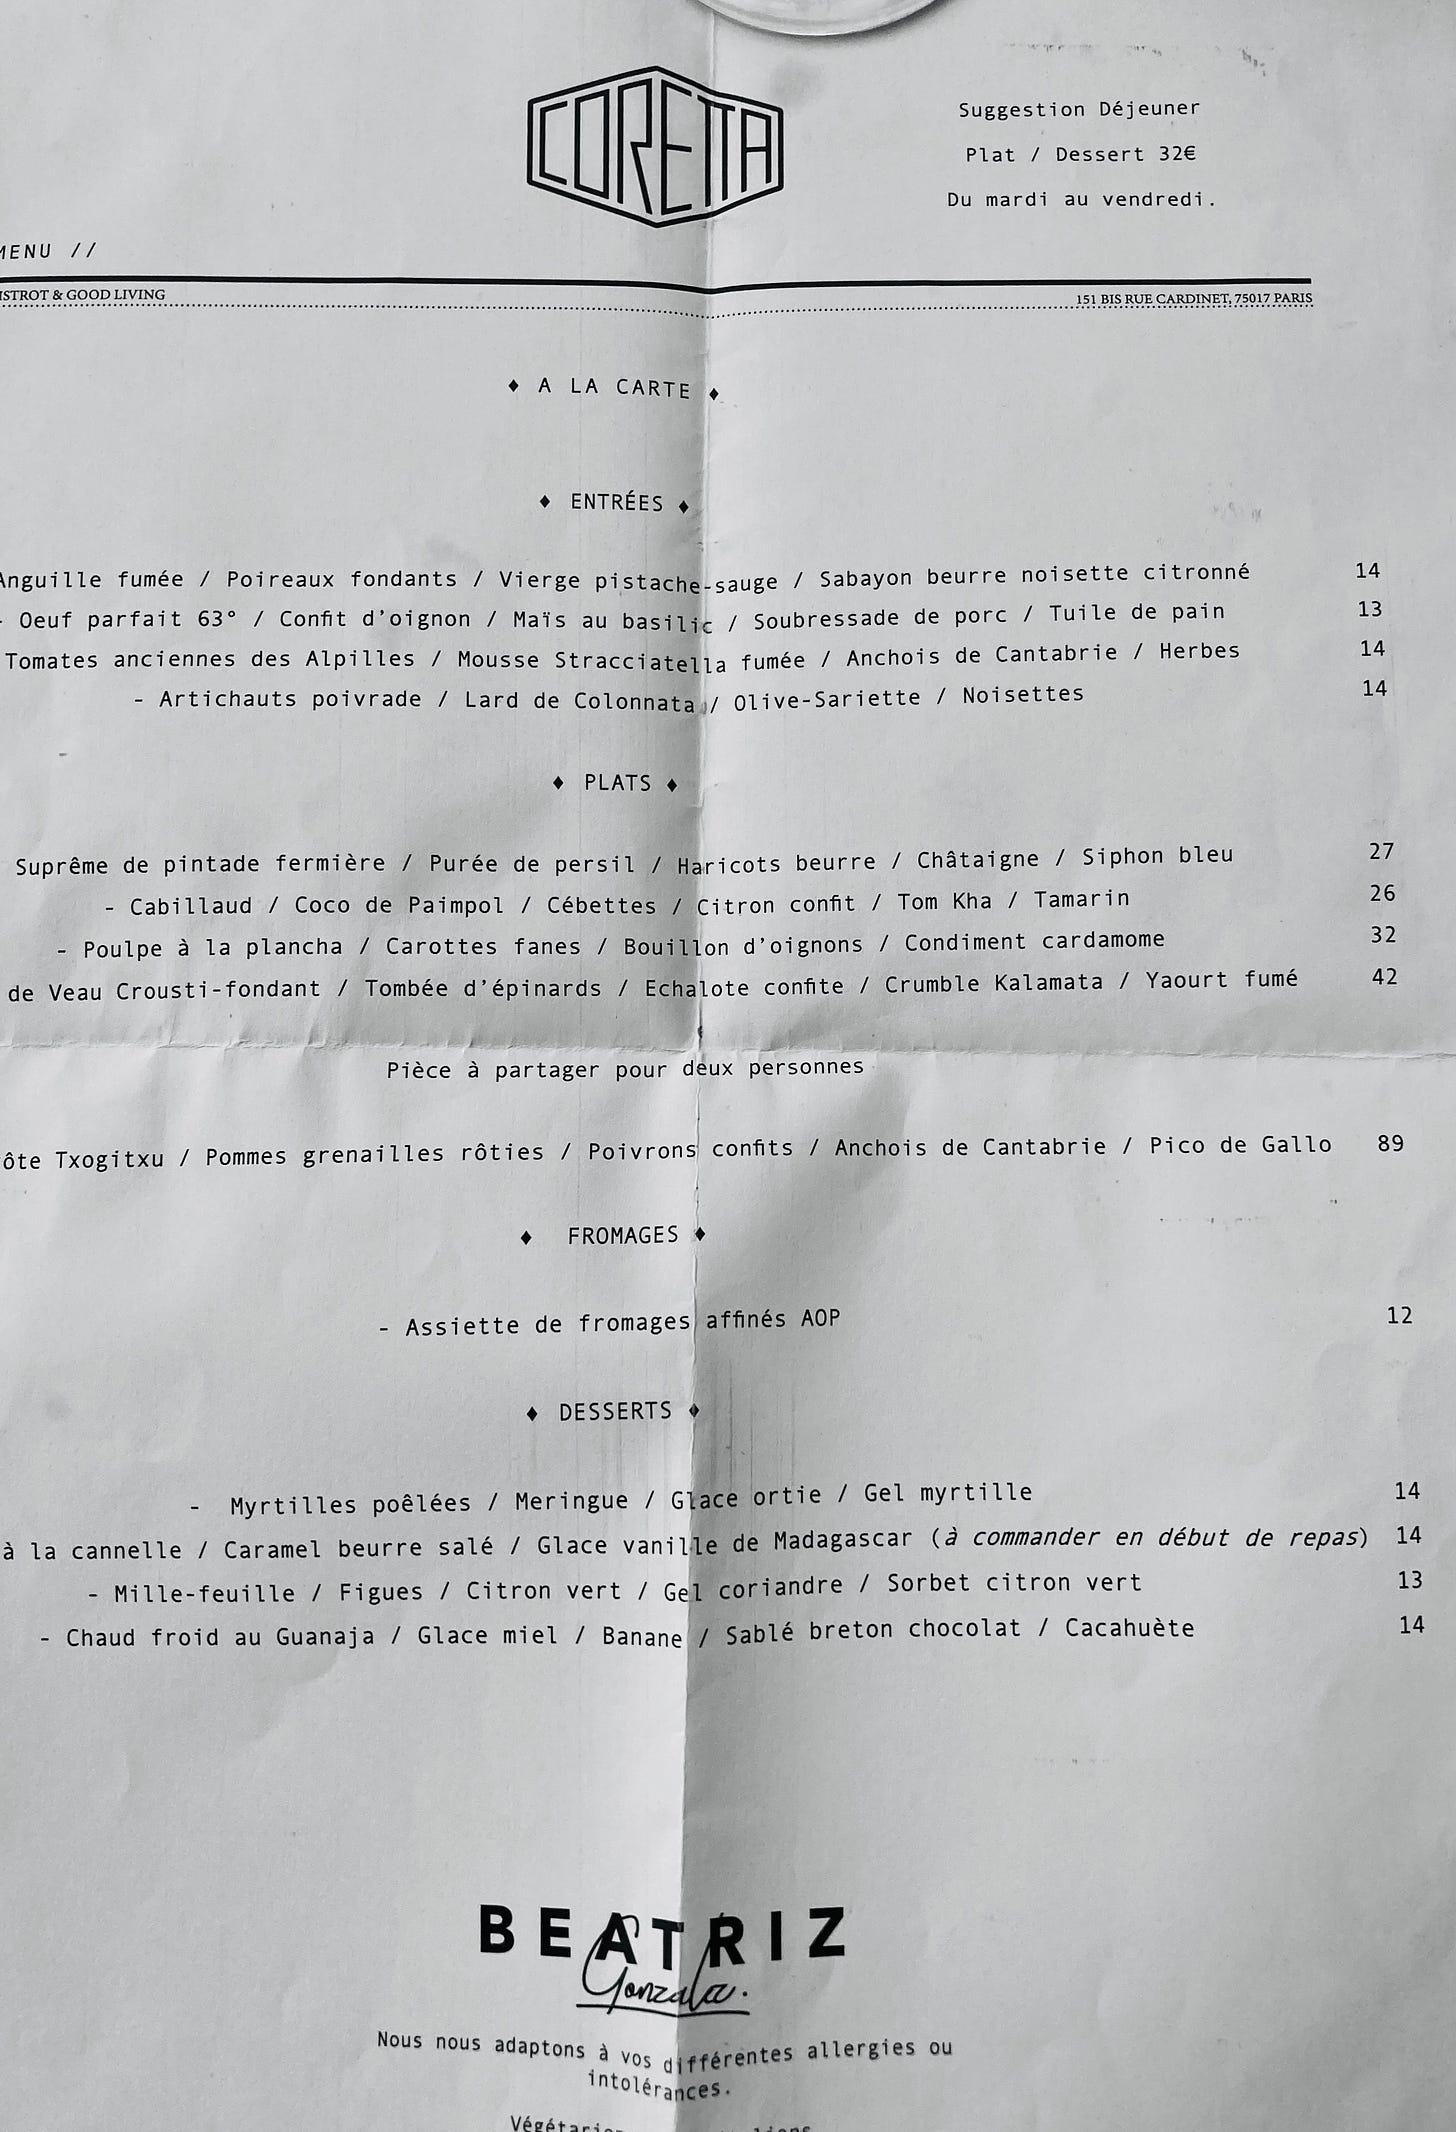 CORETTA
Suggestion Déjeuner
Plat / Dessert 32€
Du mardi au vendredi.
MENU //
ISTROT & GOOD LIVING
151 BIS RUE CARDINET, 75017 PARIS
♦ A LA CARTE ♦
♦ ENTRÉES ♦
Anguille fumée / Poireaux fondants / Vierge pistache-sauge / Sabayon beurre noisette citronné 14
- Oeuf parfait 63° / Confit d'oignon / Maïs au basilic / Soubressade de porc / Tuile de pain 13
Tomates anciennes des Alpilles / Mousse Stracciatella fumée / Anchois de Cantabrie / Herbes 14
- Artichauts poivrade / Lard de Colonnata / Olive-Sariette / Noisettes 14
♦ PLATS ♦
Suprême de pintade fermière / Purée de persil / Haricots beurre / Châtaigne / Siphon bleu 27
- Cabillaud / Coco de Paimpol / Cébettes / Citron confit / Tom Kha / Tamarin 26
- Poulpe à la plancha / Carottes fanes / Bouillon d'oignons / Condiment cardamome 32
de Veau Crousti-fondant / Tombée d'épinards / Echalote confite / Crumble Kalamata / Yaourt fumé 42
Pièce à partager pour deux personnes
ôte Txogitxu / Pommes grenailles rôties / Poivrons confits / Anchois de Cantabrie / Pico de Gallo 89
♦ FROMAGES ♦
- Assiette de fromages affinés AOP 12
♦ DESSERTS ♦
- Myrtilles poêlées / Meringue / Glace ortie / Gel myrtille 14
à la cannelle / Caramel beurre salé / Glace vanille de Madagascar (à commander en début de repas) 14
- Mille-feuille / Figues / Citron vert / Gel coriandre / Sorbet citron vert 13
- Chaud froid au Guanaja / Glace miel / Banane / Sablé breton chocolat / Cacahuète 14
BEATRIZ
Gonzalez.
Nous nous adaptons à vos différentes allergies ou
intolérances.